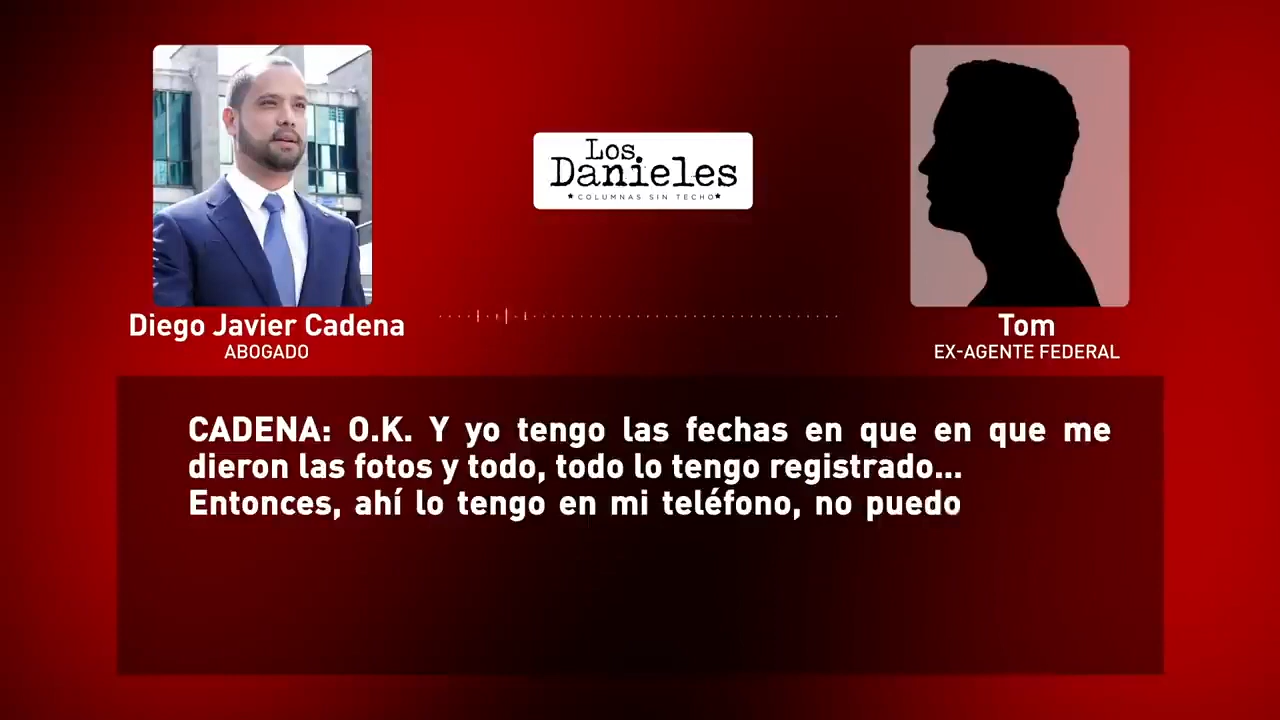 Los
Danieles
★COLUMNAS SIN TECHO★
Diego Javier Cadena
ABOGADO
Tom
EX-AGENTE FEDERAL
CADENA: O.K. Y yo tengo las fechas en que en que me
dieron las fotos y todo, todo lo tengo registrado...
Entonces, ahí lo tengo en mi teléfono, no puedo